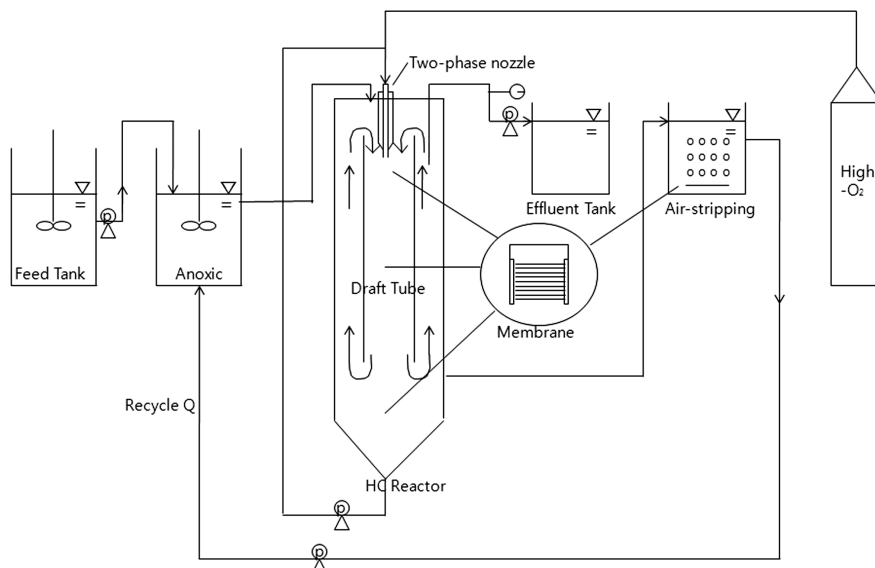 Two-phase nozzle
p
High
-O₂
Effluent Tank
Air-stripping
p
Feed Tank
Anoxic
Draft Tube
Membrane
Recycle Q
HC Reactor
p
p